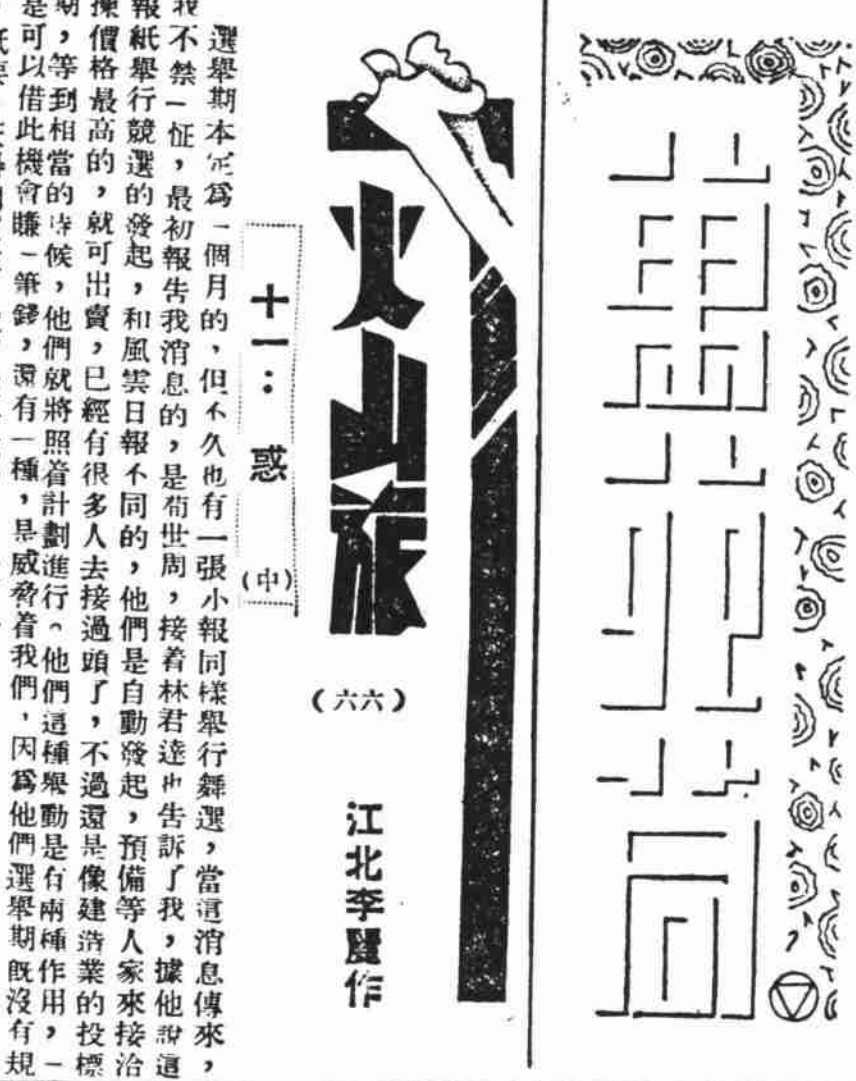 火山旅
（六六）
江北李麗作
十一：惑（中）
選舉期本定爲一個月的，但不久也有一張小報同樣舉行舞選，當這消息傳來，
我不禁一怔，最初報告我消息的，是荀世周，接着林君達也告訴了我，據他說這
報紙舉行競選的發起，和風雲日報不同的，他們是自動發起，預備等人家來接洽
揀價格最高的，就可出賣，已經有很多人去接過頭了，不過還是像建造業的投標
期，等到相當的時候，他們就將照着計劃進行。他們這種舉動是有兩種作用，一
是可以借此機會賺一筆錢，還有一種，是威脅着我們，因爲他們選舉期既沒有規